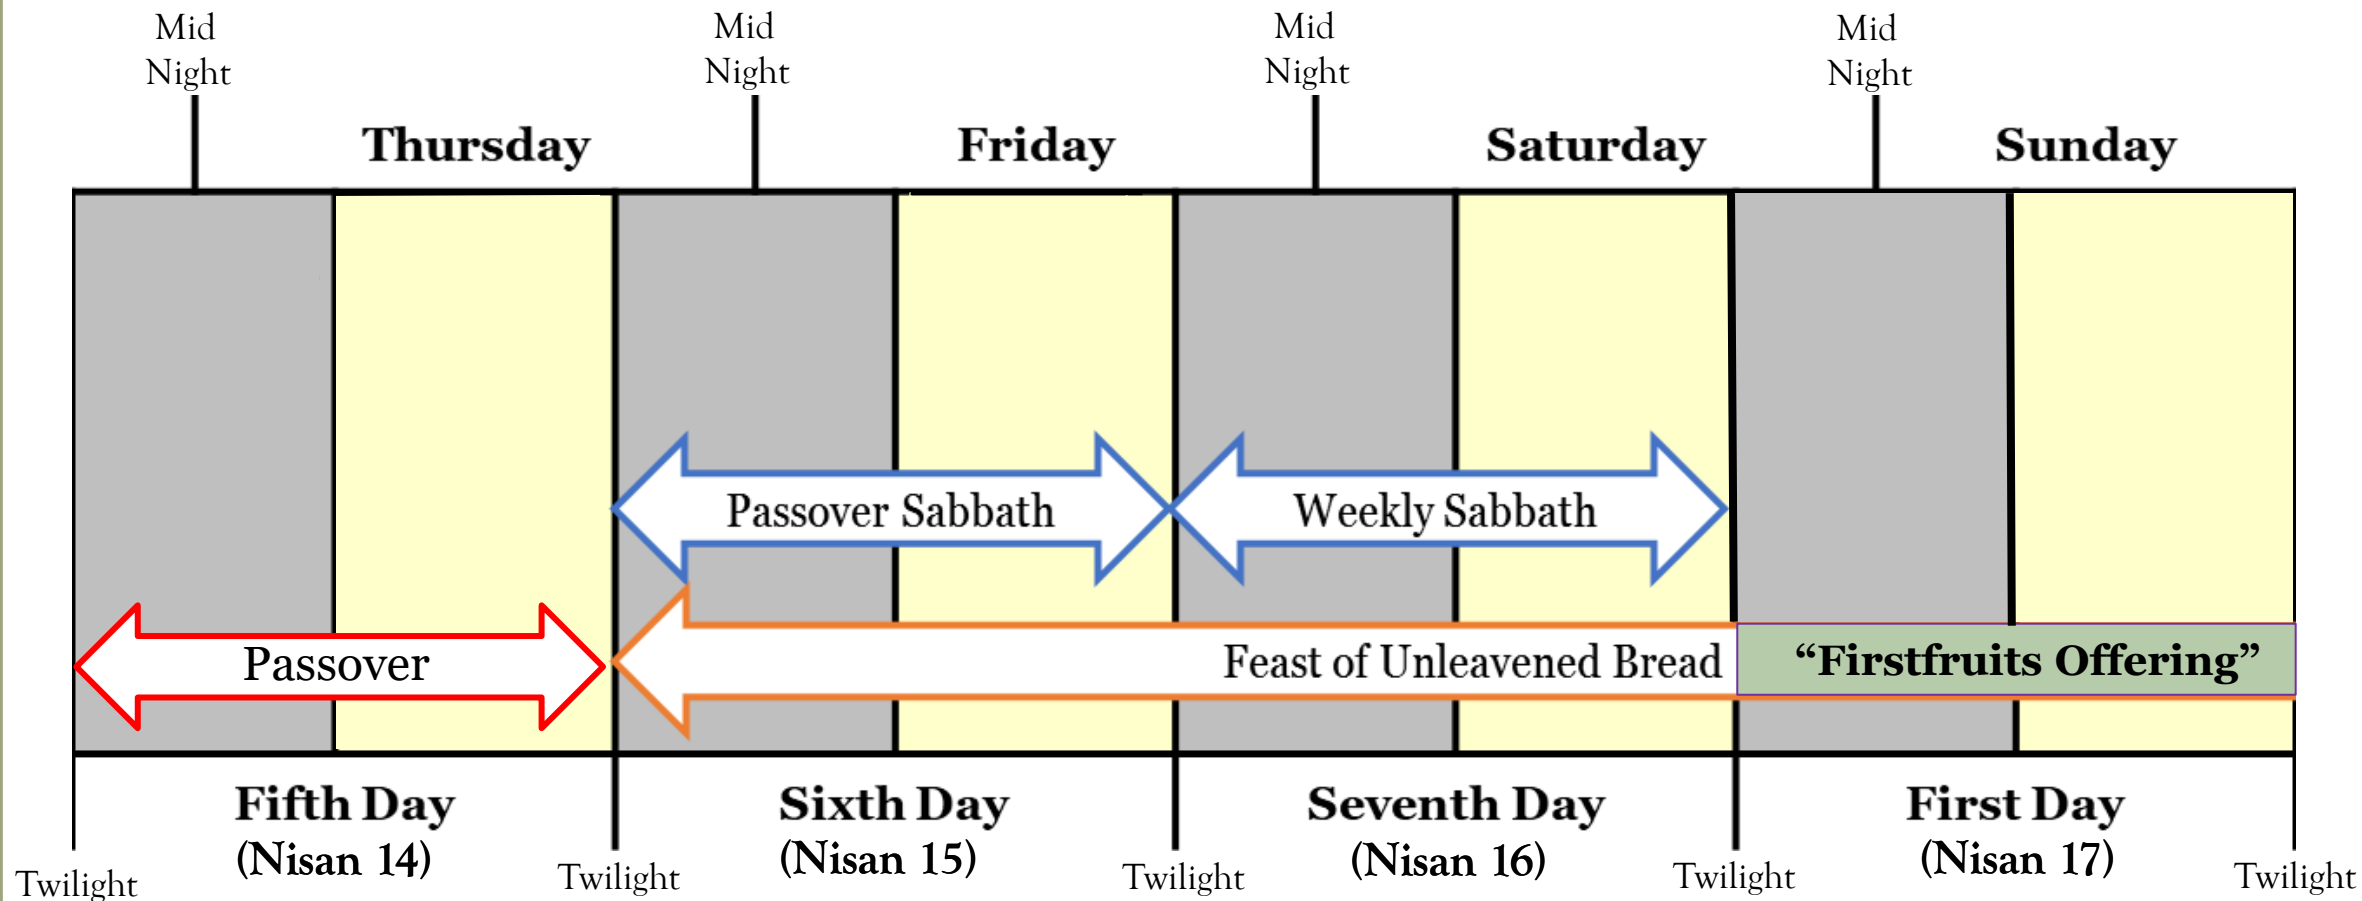 Mid
Night
Mid
Night
Mid
Night
Mid
Night
Thursday
Friday
Saturday
Sunday
Passover Sabbath
Weekly Sabbath
Passover
Feast of Unleavened Bread
“Firstfruits Offering”
Fifth Day
(Nisan 14)
Sixth Day
(Nisan 15)
Seventh Day
(Nisan 16)
First Day
(Nisan 17)
Twilight
Twilight
Twilight
Twilight
Twilight